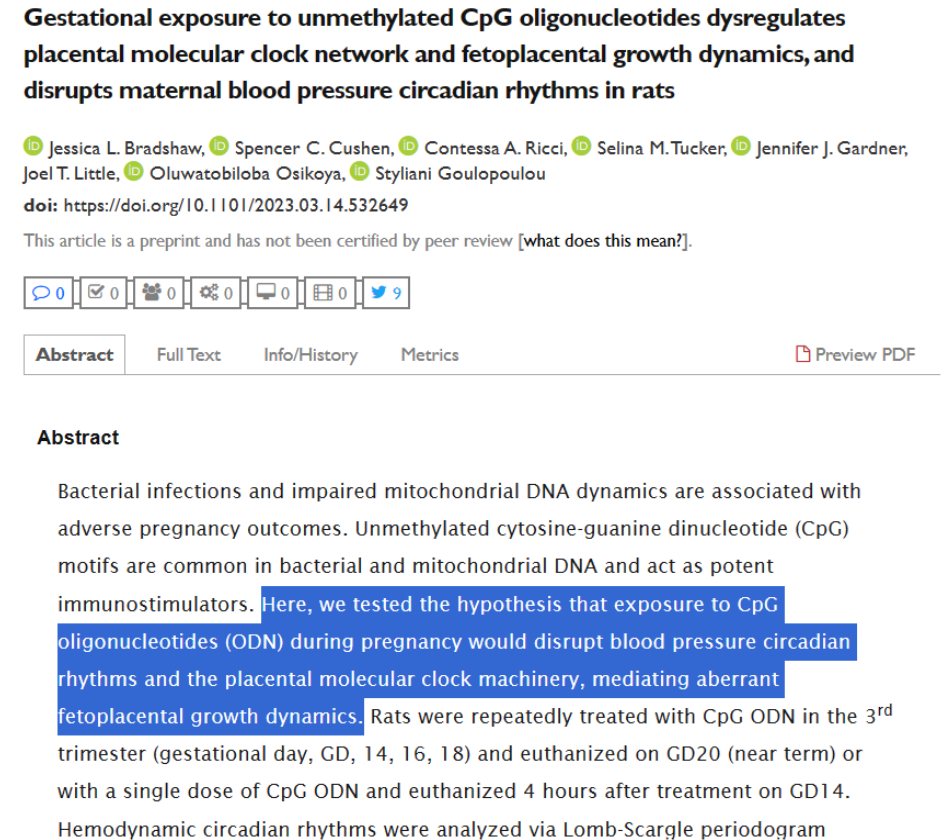 Gestational exposure to unmethylated CpG oligonucleotides dysregulates
placental molecular clock network and fetoplacental growth dynamics, and
disrupts maternal blood pressure circadian rhythms in rats
iD Jessica L. Bradshaw, iD Spencer C. Cushen, iD Contessa A. Ricci, iD Selina M. Tucker, iD Jennifer J. Gardner,
Joel T. Little, iD Oluwatobiloba Osikoya, iD Styliani Goulopoulou
doi: https://doi.org/10.1101/2023.03.14.532649
This article is a preprint and has not been certified by peer review [what does this mean?].
0 0 0 0 0 0 9
Abstract Full Text Info/History Metrics Preview PDF
Abstract
Bacterial infections and impaired mitochondrial DNA dynamics are associated with
adverse pregnancy outcomes. Unmethylated cytosine-guanine dinucleotide (CpG)
motifs are common in bacterial and mitochondrial DNA and act as potent
immunostimulators. Here, we tested the hypothesis that exposure to CpG
oligonucleotides (ODN) during pregnancy would disrupt blood pressure circadian
rhythms and the placental molecular clock machinery, mediating aberrant
fetoplacental growth dynamics. Rats were repeatedly treated with CpG ODN in the 3rd
trimester (gestational day, GD, 14, 16, 18) and euthanized on GD20 (near term) or
with a single dose of CpG ODN and euthanized 4 hours after treatment on GD14.
Hemodynamic circadian rhythms were analyzed via Lomb-Scargle periodogram